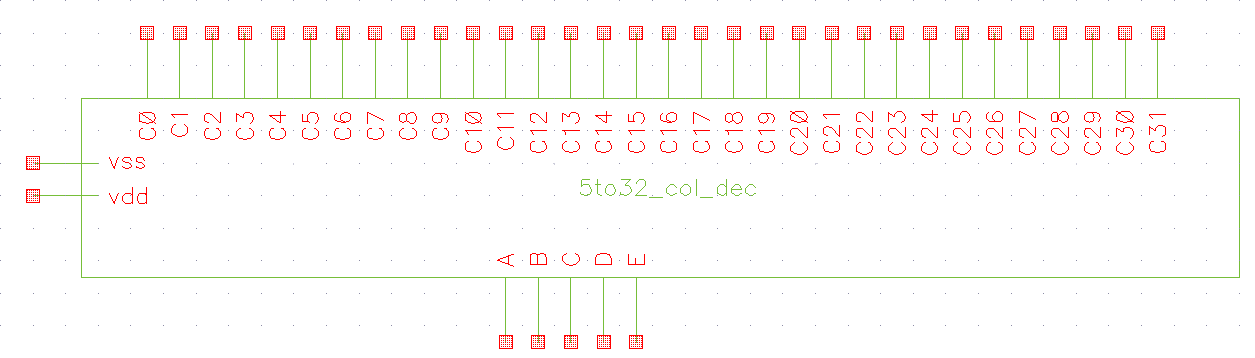 C0 C1 C2 C3 C4 C5 C6 C7 C8 C9 C10 C11 C12 C13 C14 C15 C16 C17 C18 C19 C20 C21 C22 C23 C24 C25 C26 C27 C28 C29 C30 C31
vss
5to32_col_dec
vdd
A B C D E